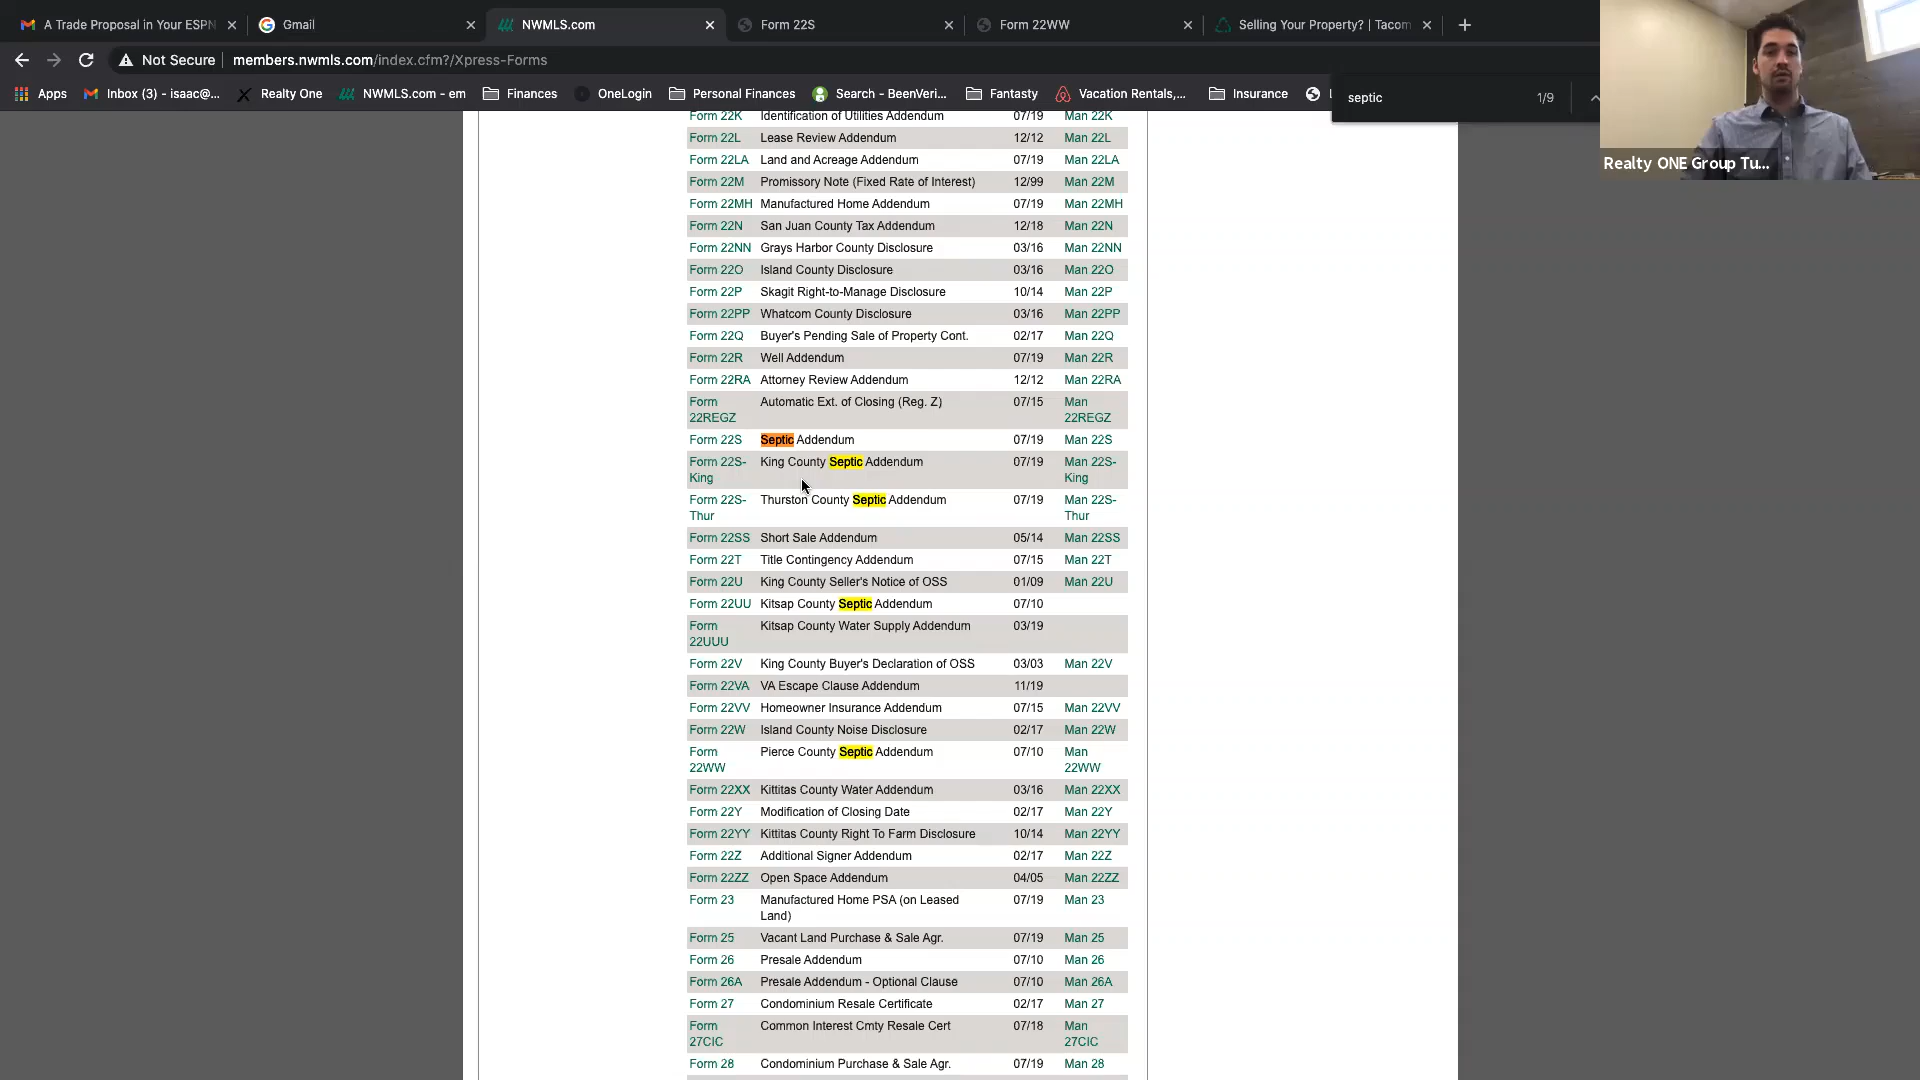 A Trade Proposal in Your ESPN
Gmail
NWMLS.com
Form 22S
Form 22WW
Selling Your Property? | Tacom
Not Secure
members.nwmls.com/index.cfm?/Xpress-Forms
Apps
Inbox (3) - isaac@...
Realty One
NWMLS.com - em
Finances
OneLogin
Personal Finances
Search - BeenVeri...
Fantasty
Vacation Rentals,...
Insurance
septic
1/9
Realty ONE Group Tu...
Form 22K Identification of Utilities Addendum 07/19 Man 22K
Form 22L Lease Review Addendum 12/12 Man 22L
Form 22LA Land and Acreage Addendum 07/19 Man 22LA
Form 22M Promissory Note (Fixed Rate of Interest) 12/99 Man 22M
Form 22MH Manufactured Home Addendum 07/19 Man 22MH
Form 22N San Juan County Tax Addendum 12/18 Man 22N
Form 22NN Grays Harbor County Disclosure 03/16 Man 22NN
Form 22O Island County Disclosure 03/16 Man 22O
Form 22P Skagit Right-to-Manage Disclosure 10/14 Man 22P
Form 22PP Whatcom County Disclosure 03/16 Man 22PP
Form 22Q Buyer's Pending Sale of Property Cont. 02/17 Man 22Q
Form 22R Well Addendum 07/19 Man 22R
Form 22RA Attorney Review Addendum 12/12 Man 22RA
Form Automatic Ext. of Closing (Reg. Z) 07/15 Man
22REGZ 22REGZ
Form 22S Septic Addendum 07/19 Man 22S
Form 22S- King County Septic Addendum 07/19 Man 22S-
King King
Form 22S- Thurston County Septic Addendum 07/19 Man 22S-
Thur Thur
Form 22SS Short Sale Addendum 05/14 Man 22SS
Form 22T Title Contingency Addendum 07/15 Man 22T
Form 22U King County Seller's Notice of OSS 01/09 Man 22U
Form 22UU Kitsap County Septic Addendum 07/10
Form Kitsap County Water Supply Addendum 03/19
22UUU
Form 22V King County Buyer's Declaration of OSS 03/03 Man 22V
Form 22VA VA Escape Clause Addendum 11/19
Form 22VV Homeowner Insurance Addendum 07/15 Man 22VV
Form 22W Island County Noise Disclosure 02/17 Man 22W
Form Pierce County Septic Addendum 07/10 Man
22WW 22WW
Form 22XX Kittitas County Water Addendum 03/16 Man 22XX
Form 22Y Modification of Closing Date 02/17 Man 22Y
Form 22YY Kittitas County Right To Farm Disclosure 10/14 Man 22YY
Form 22Z Additional Signer Addendum 02/17 Man 22Z
Form 22ZZ Open Space Addendum 04/05 Man 22ZZ
Form 23 Manufactured Home PSA (on Leased 07/19 Man 23
Land)
Form 25 Vacant Land Purchase & Sale Agr. 07/19 Man 25
Form 26 Presale Addendum 07/10 Man 26
Form 26A Presale Addendum - Optional Clause 07/10 Man 26A
Form 27 Condominium Resale Certificate 02/17 Man 27
Form Common Interest Cmty Resale Cert 07/18 Man
27CIC 27CIC
Form 28 Condominium Purchase & Sale Agr. 07/19 Man 28